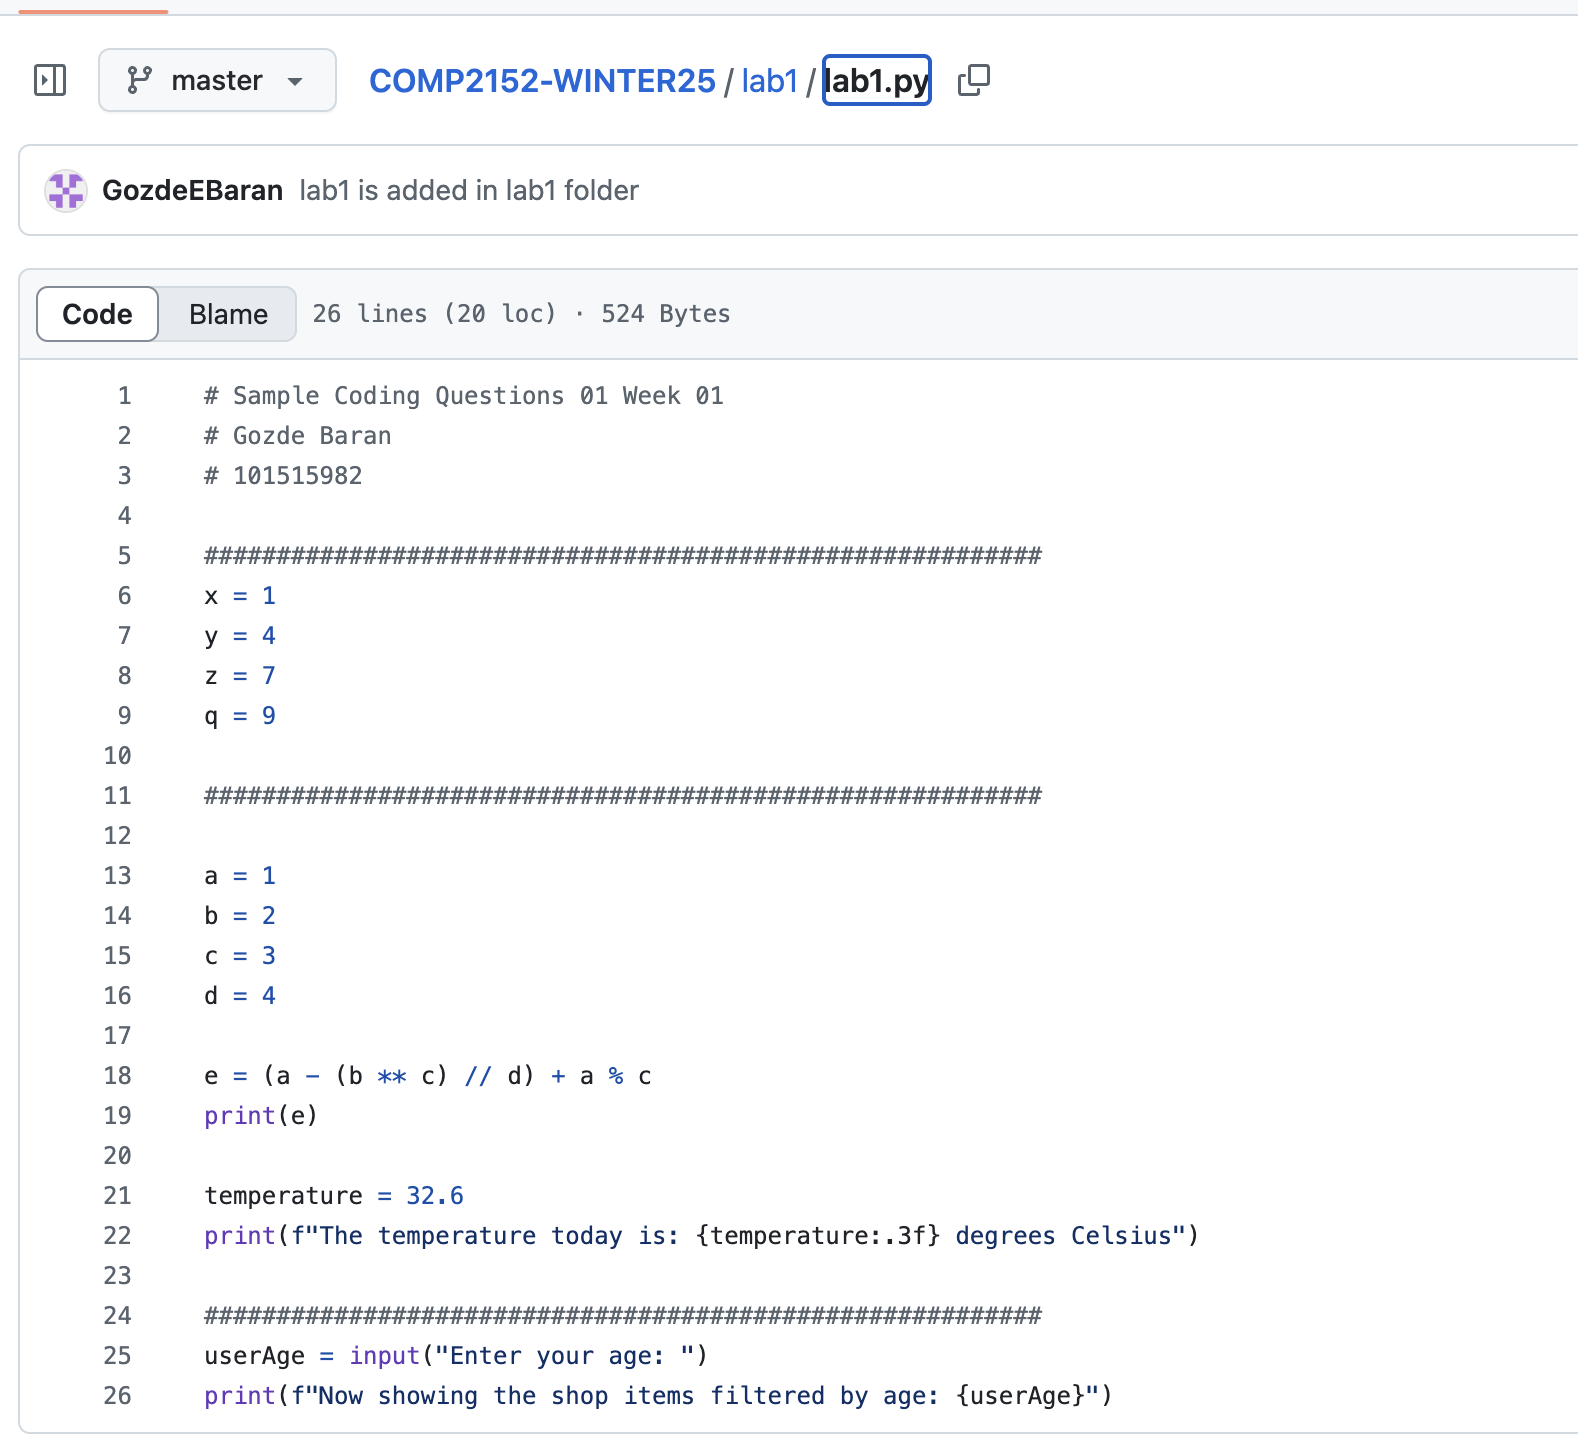 master COMP2152-WINTER25 / lab1 / lab1.py
GozdeEBaran lab1 is added in lab1 folder
Code Blame 26 lines (20 loc) · 524 Bytes
1 # Sample Coding Questions 01 Week 01
2 # Gozde Baran
3 # 101515982
4
5 ##########################################################
6 x = 1
7 y = 4
8 z = 7
9 q = 9
10
11 ##########################################################
12
13 a = 1
14 b = 2
15 c = 3
16 d = 4
17
18 e = (a - (b ** c) // d) + a % c
19 print(e)
20
21 temperature = 32.6
22 print(f"The temperature today is: {temperature:.3f} degrees Celsius")
23
24 ##########################################################
25 userAge = input("Enter your age: ")
26 print(f"Now showing the shop items filtered by age: {userAge}")